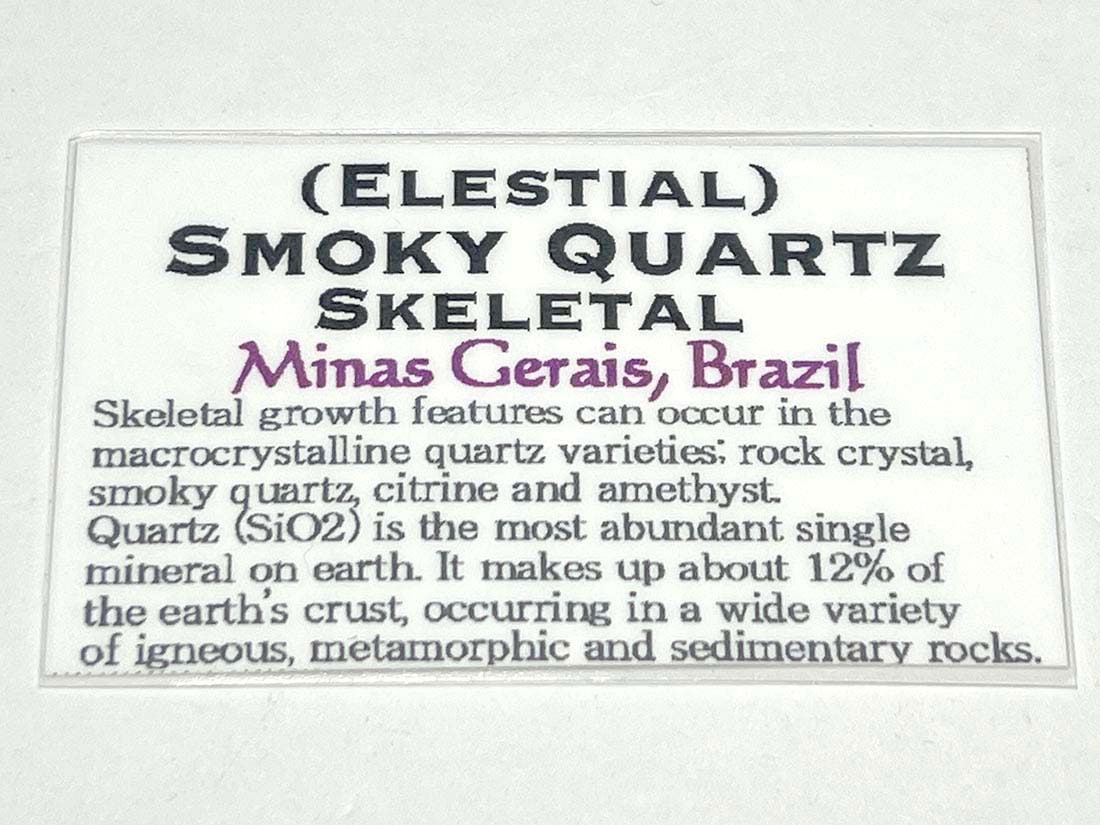 (ELESTIAL)
SMOKY QUARTZ
SKELETAL
Minas Gerais, Brazil
Skeletal growth features can occur in the
macrocrystalline quartz varieties; rock crystal,
smoky quartz, citrine and amethyst.
Quartz (SiO2) is the most abundant single
mineral on earth. It makes up about 12% of
the earth's crust, occurring in a wide variety
of igneous, metamorphic and sedimentary rocks.